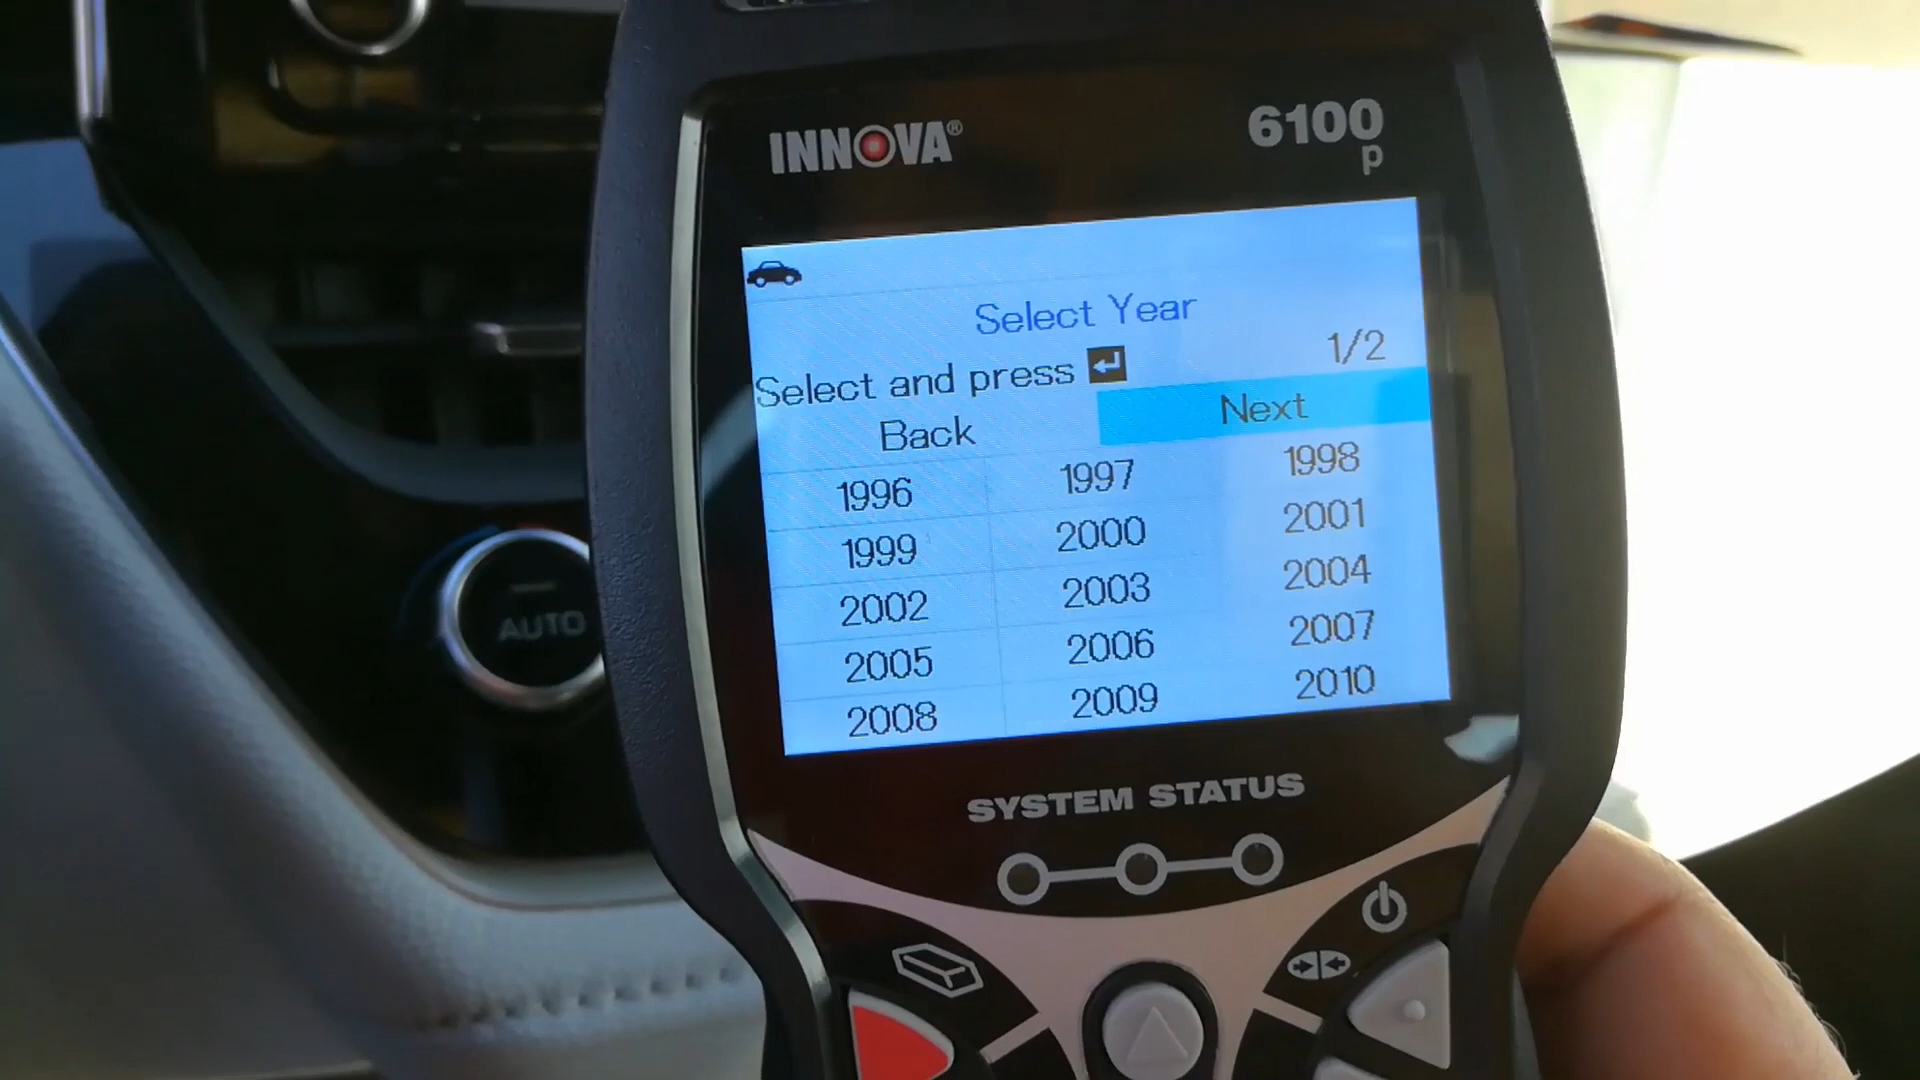 INNOVA®
6100
p
Select Year
1/2
Select and press
Back Next
1996 1997 1998
1999 2000 2001
2002 2003 2004
2005 2006 2007
2008 2009 2010
SYSTEM STATUS
AUTO